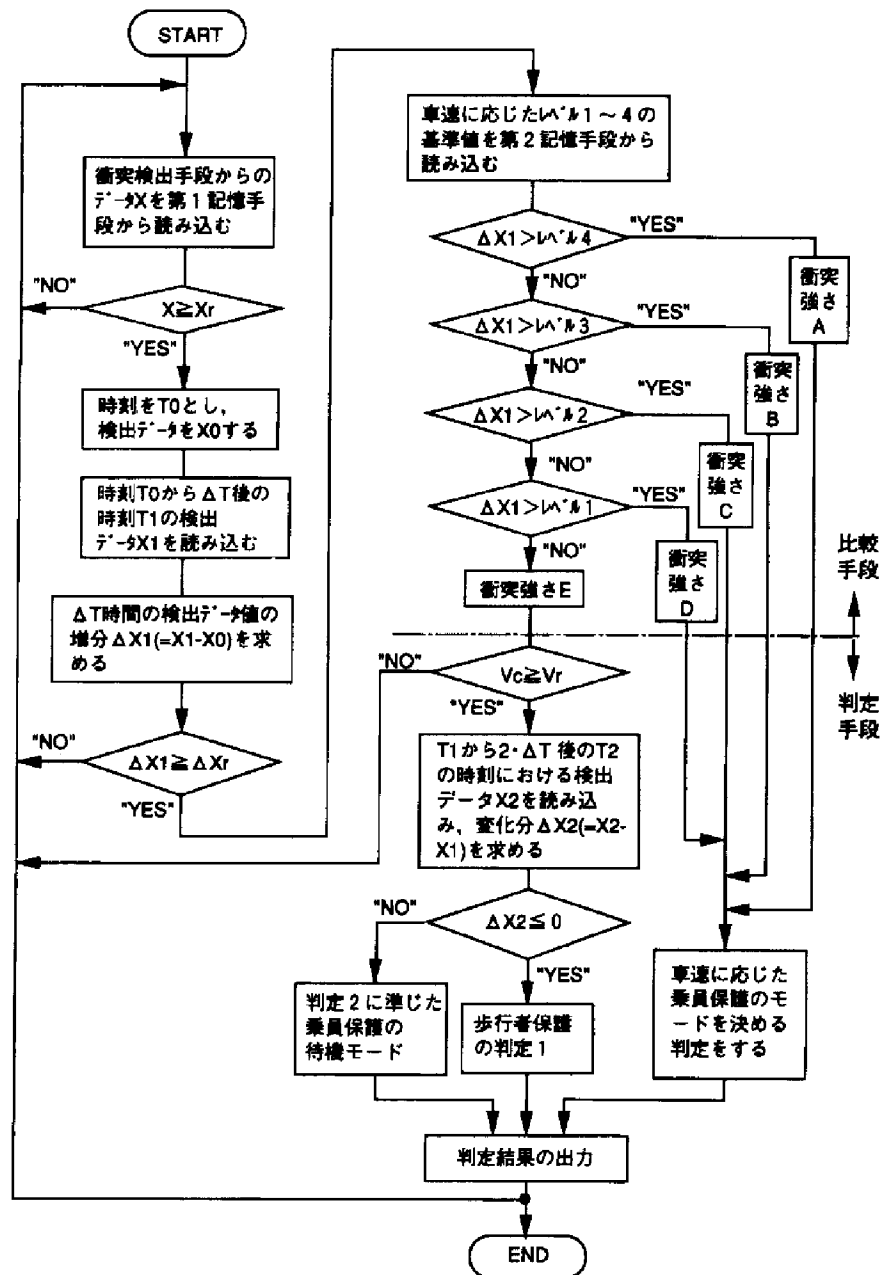 START
衝突検出手段からの
データXを第1記憶手
段から読み込む
"NO"
X≧Xr
"YES"
時刻をT0とし,
検出データをX0する
時刻T0からΔT後の
時刻T1の検出
データX1を読み込む
ΔT時間の検出データ値の
増分ΔX1(=X1-X0)を求
める
"NO"
ΔX1≧ΔXr
"YES"
車速に応じたレベル1～4の
基準値を第2記憶手段から
読み込む
ΔX1>レベル4
"YES"
"NO"
衝突
強さ
A
ΔX1>レベル3
"YES"
"NO"
衝突
強さ
B
ΔX1>レベル2
"YES"
"NO"
衝突
強さ
C
ΔX1>レベル1
"YES"
"NO"
衝突
強さ
D
衝突強さE
比較
手段
判定
手段
"NO"
Vc≧Vr
"YES"
T1から2・ΔT後のT2
の時刻における検出
データX2を読み込
み,変化分ΔX2(=X2-
X1)を求める
"NO"
ΔX2≦0
"YES"
判定2に準じた
乗員保護の
待機モード
歩行者保護
の判定1
車速に応じた
乗員保護のモ
ードを決める
判定をする
判定結果の出力
END